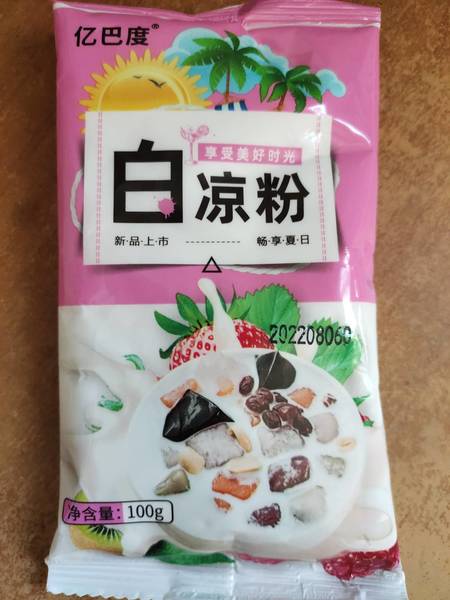 亿巴度®
享受美好时光
白凉粉
新·品·上·市 ----------- 畅·享·夏·日
202208060
净含量: 100g